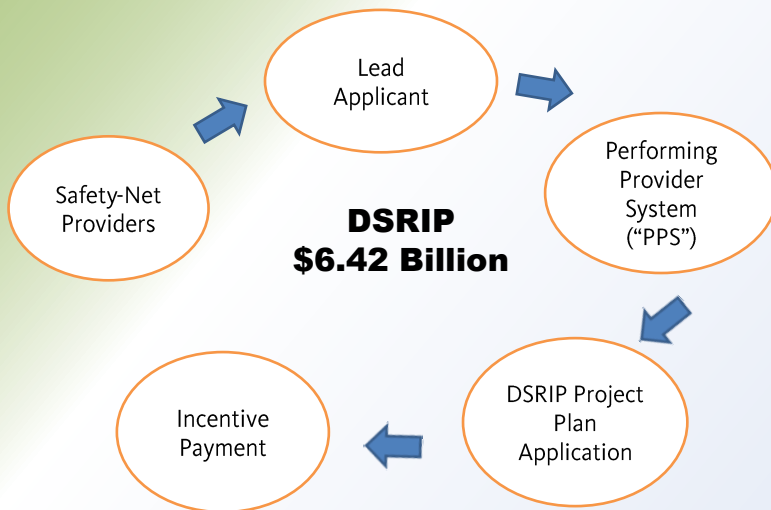 Lead
Applicant
Safety-Net
Providers
Performing
Provider
System
(“PPS”)
DSRIP
$6.42 Billion
DSRIP Project
Plan
Application
Incentive
Payment